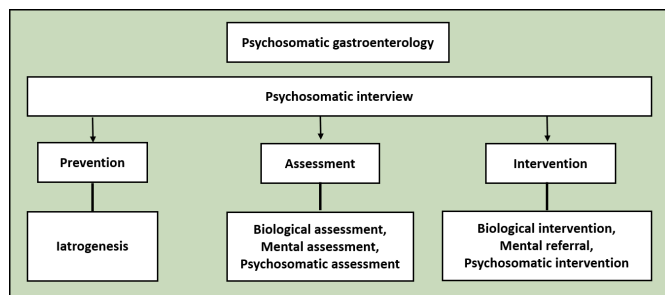 Psychosomatic gastroenterology
Psychosomatic interview
Prevention
Assessment
Intervention
Iatrogenesis
Biological assessment,
Mental assessment,
Psychosomatic assessment
Biological intervention,
Mental referral,
Psychosomatic intervention